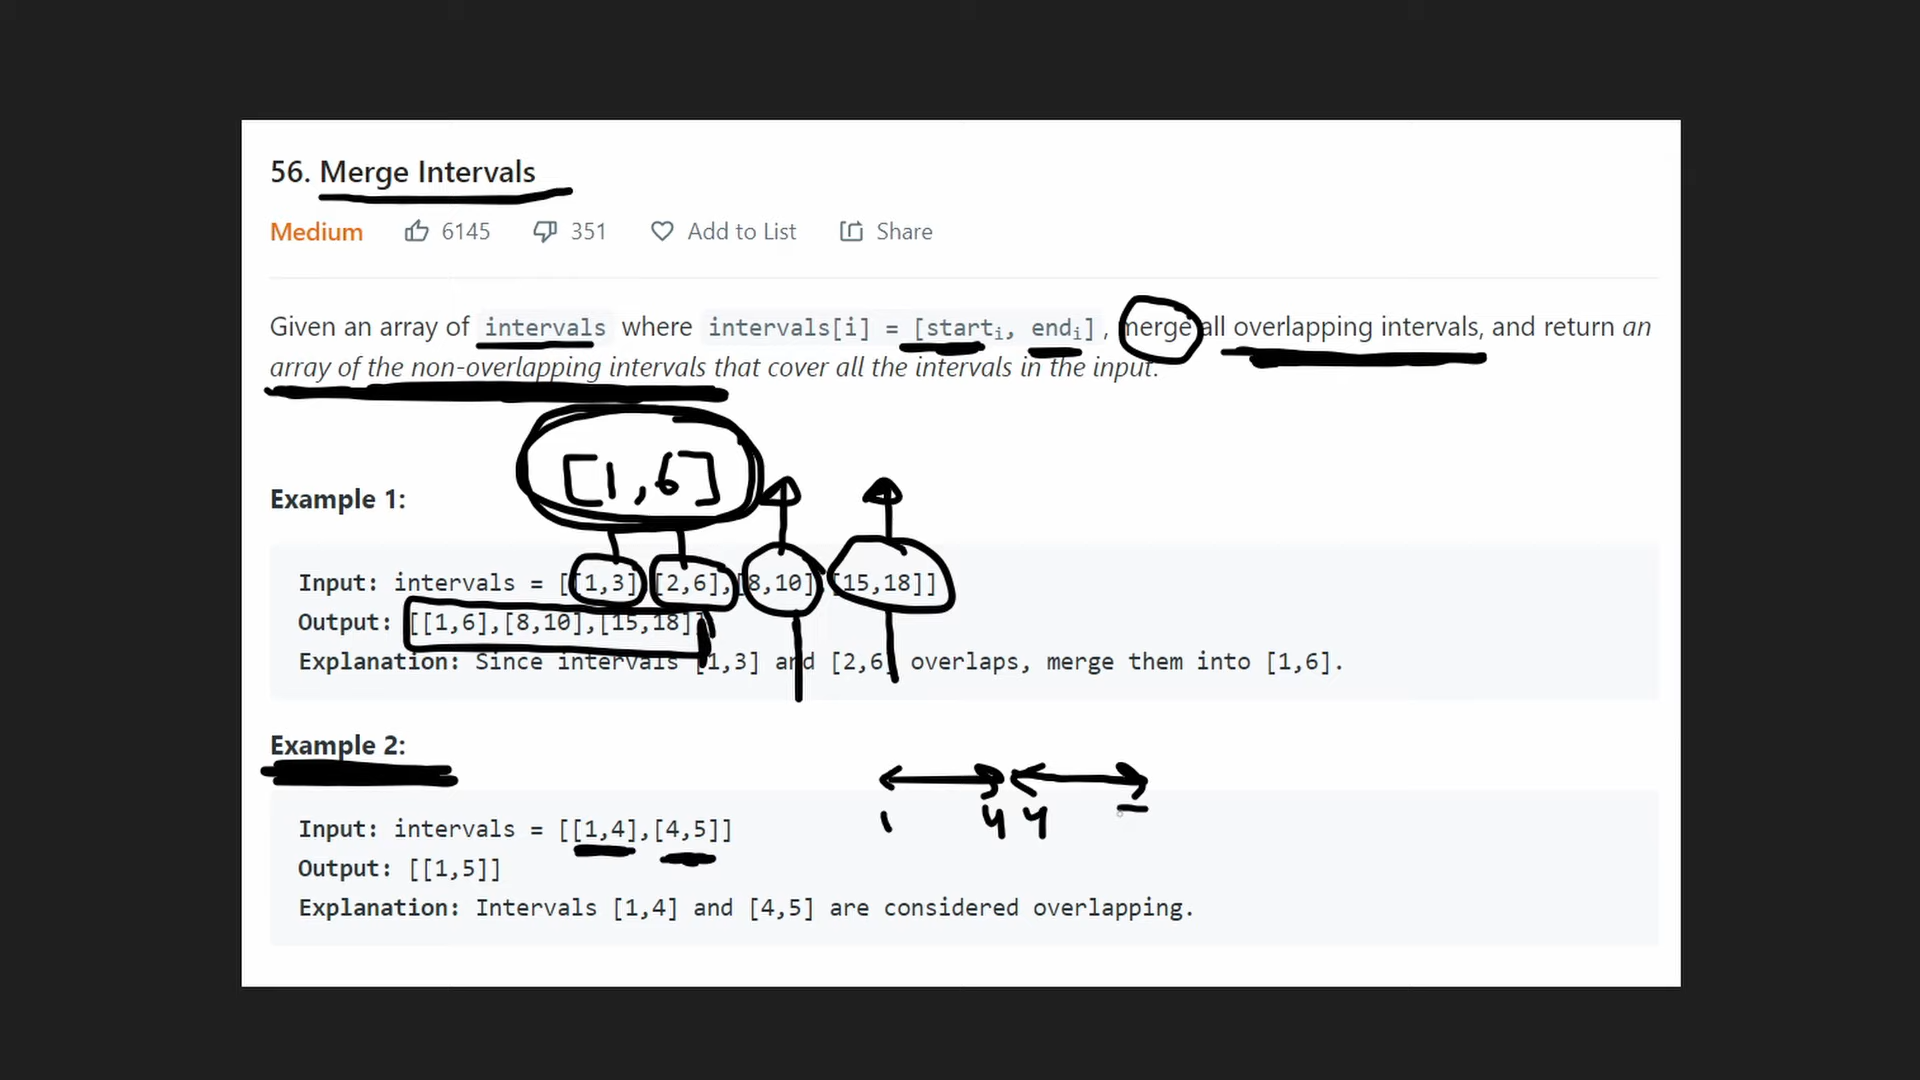 56. Merge Intervals
Medium 6145 351 Add to List Share
Given an array of intervals where intervals[i] = [starti, endi], merge all overlapping intervals, and return an
array of the non-overlapping intervals that cover all the intervals in the input.
[1,6]
Example 1:
Input: intervals = [[1,3],[2,6],[8,10],[15,18]]
Output: [[1,6],[8,10],[15,18]]
Explanation: Since intervals [1,3] and [2,6] overlaps, merge them into [1,6].
Example 2:
1 4 4
Input: intervals = [[1,4],[4,5]]
Output: [[1,5]]
Explanation: Intervals [1,4] and [4,5] are considered overlapping.